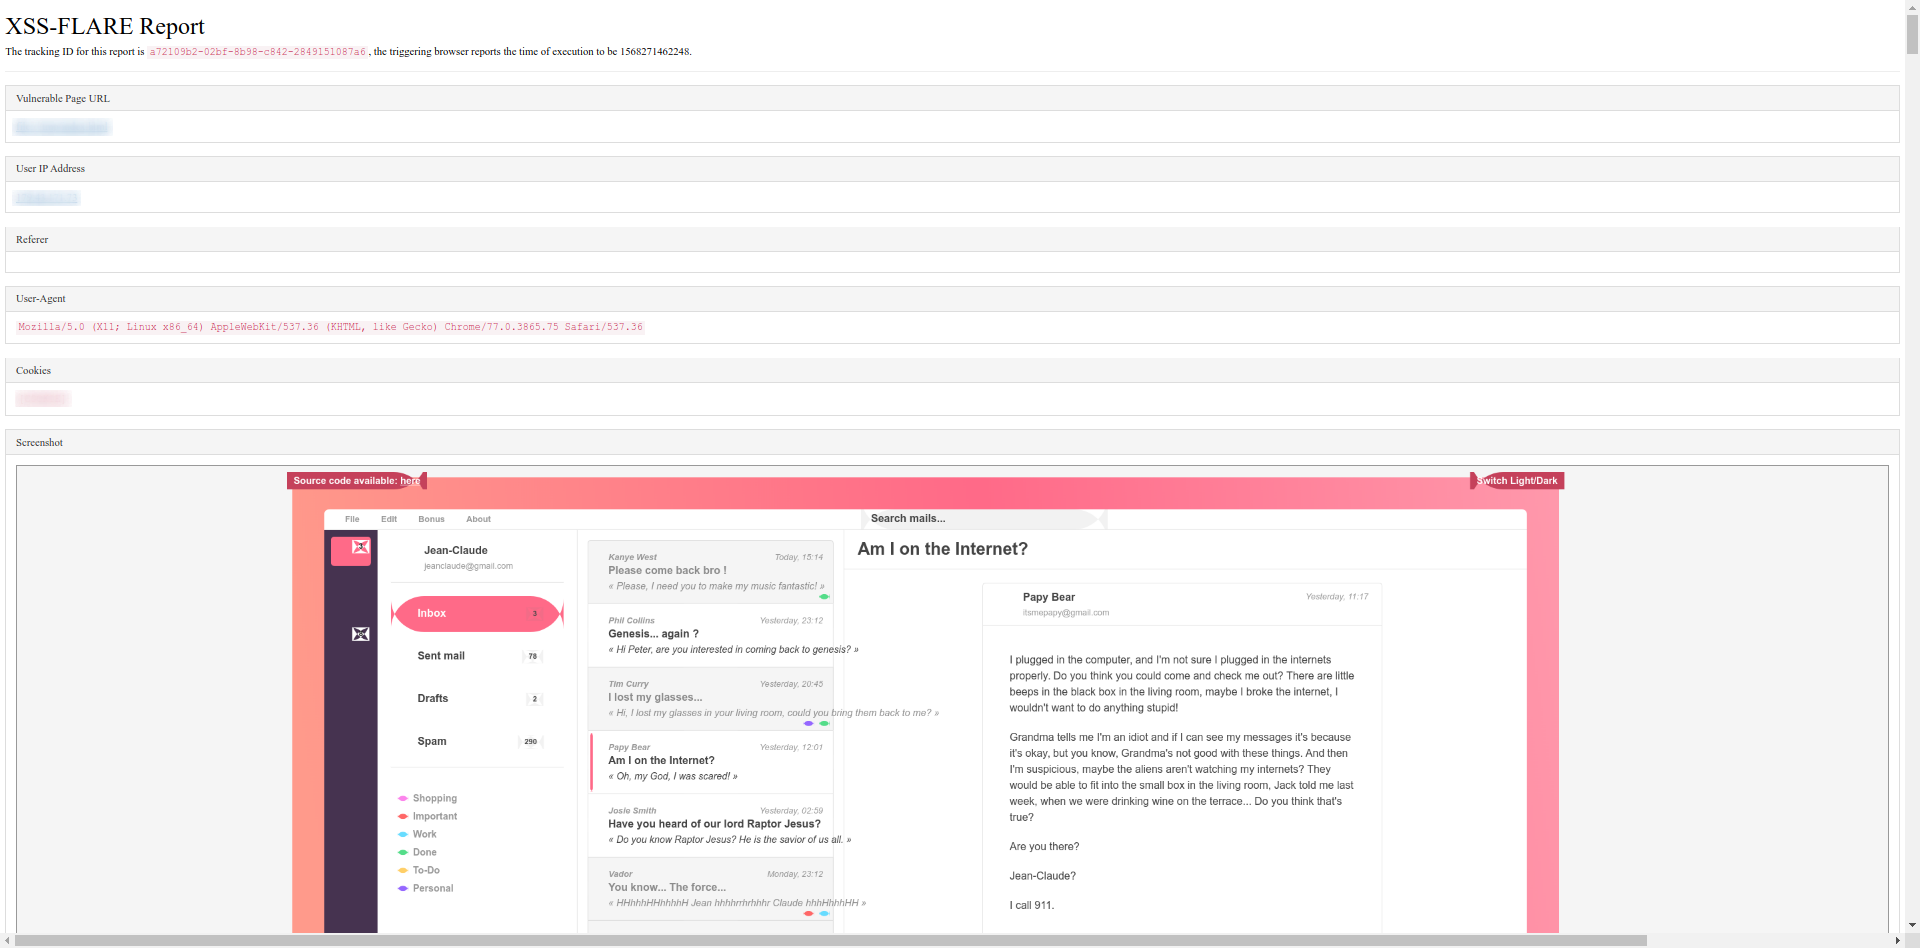 XSS-FLARE Report
The tracking ID for this report is a72109b2-02bf-8b98-c842-2849151087a6, the triggering browser reports the time of execution to be 1568271462248.
Vulnerable Page URL
User IP Address
Referer
User-Agent
Mozilla/5.0 (X11; Linux x86_64) AppleWebKit/537.36 (KHTML, like Gecko) Chrome/77.0.3865.75 Safari/537.36
Cookies
Screenshot
Source code available: here
Switch Light/Dark
File Edit Bonus About
Search mails...
Jean-Claude
jeanclaude@gmail.com
Inbox 3
Sent mail 78
Drafts 2
Spam 290
Shopping
Important
Work
Done
To-Do
Personal
Kanye West Today, 15:14
Please come back bro !
« Please, I need you to make my music fantastic! »
Phil Collins Yesterday, 23:12
Genesis... again ?
« Hi Peter, are you interested in coming back to genesis? »
Tim Curry Yesterday, 20:45
I lost my glasses...
« Hi, I lost my glasses in your living room, could you bring them back to me? »
Papy Bear Yesterday, 12:01
Am I on the Internet?
« Oh, my God, I was scared! »
Josie Smith Yesterday, 02:59
Have you heard of our lord Raptor Jesus?
« Do you know Raptor Jesus? He is the savior of us all. »
Vador Monday, 23:12
You know... The force...
« HHhhhHHhhhhH Jean hhhhrrhrhhhr Claude hhhHhhhHH »
Am I on the Internet?
Papy Bear Yesterday, 11:17
itsmepapy@gmail.com
I plugged in the computer, and I'm not sure I plugged in the internets
properly. Do you think you could come and check me out? There are little
beeps in the black box in the living room, maybe I broke the internet, I
wouldn't want to do anything stupid!
Grandma tells me I'm an idiot and if I can see my messages it's because
it's okay, but you know, Grandma's not good with these things. And then
I'm suspicious, maybe the aliens aren't watching my internets? They
would be able to fit into the small box in the living room, Jack told me last
week, when we were drinking wine on the terrace... Do you think that's
true?
Are you there?
Jean-Claude?
I call 911.